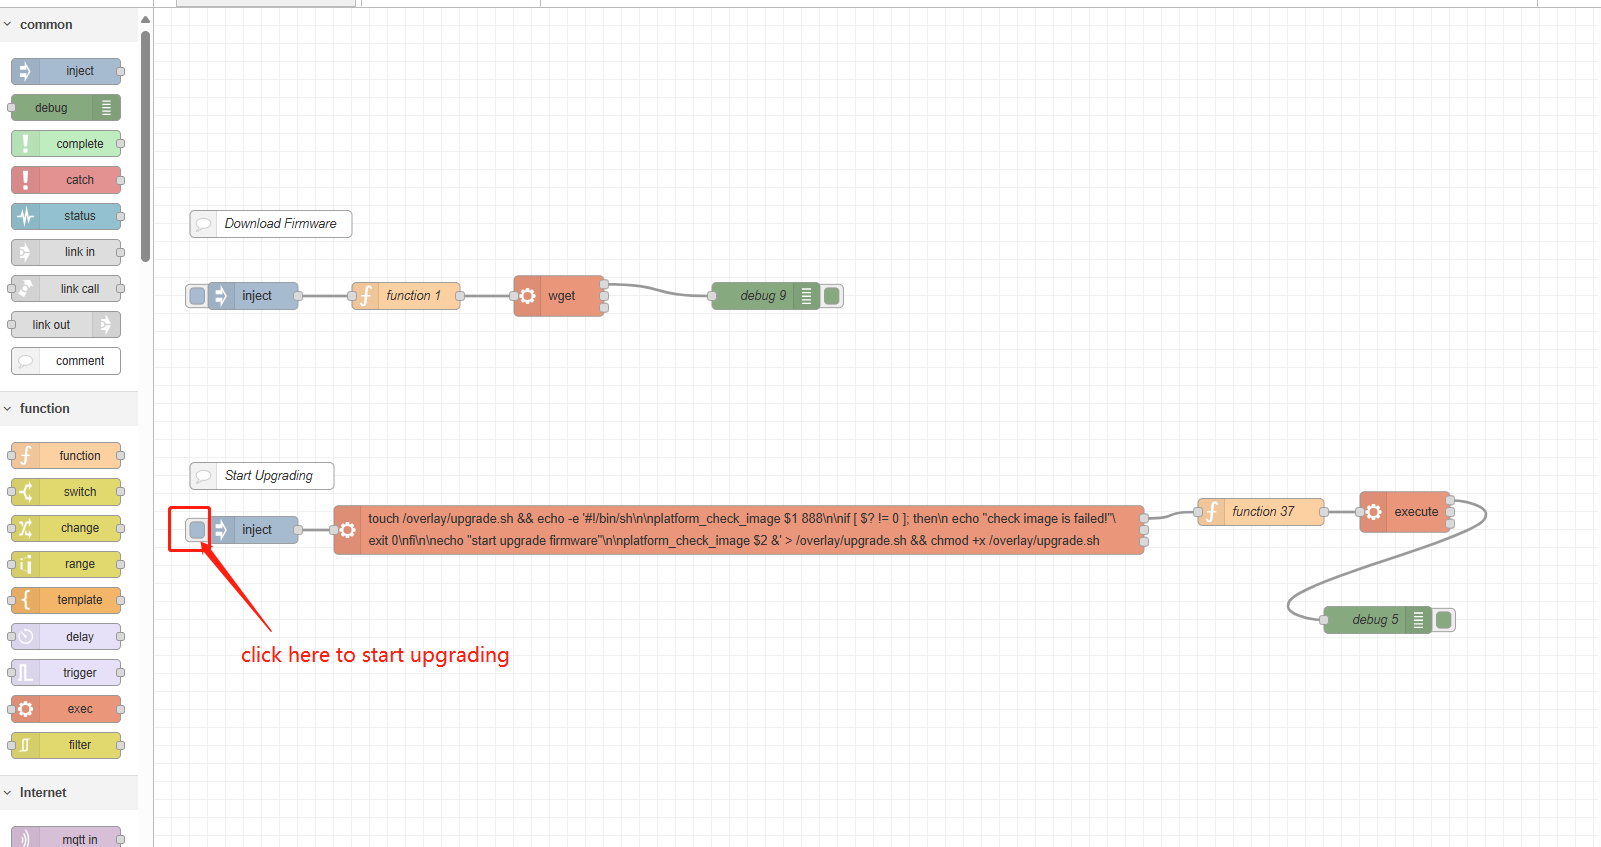 common
inject
debug
complete
catch
status
link in
link call
link out
comment
function
function
switch
change
range
template
delay
trigger
exec
filter
Internet
mqtt in
Download Firmware
inject
function 1
wget
debug 9
Start Upgrading
inject
touch /overlay/upgrade.sh && echo -e '#!/bin/sh\n\nplatform_check_image $1 888\n\nif [ $? != 0 ]; then\n echo "check image is failed!"\
exit 0\nfi\n\necho "start upgrade firmware"\n\nplatform_check_image $2 &' > /overlay/upgrade.sh && chmod +x /overlay/upgrade.sh
function 37
execute
debug 5
click here to start upgrading